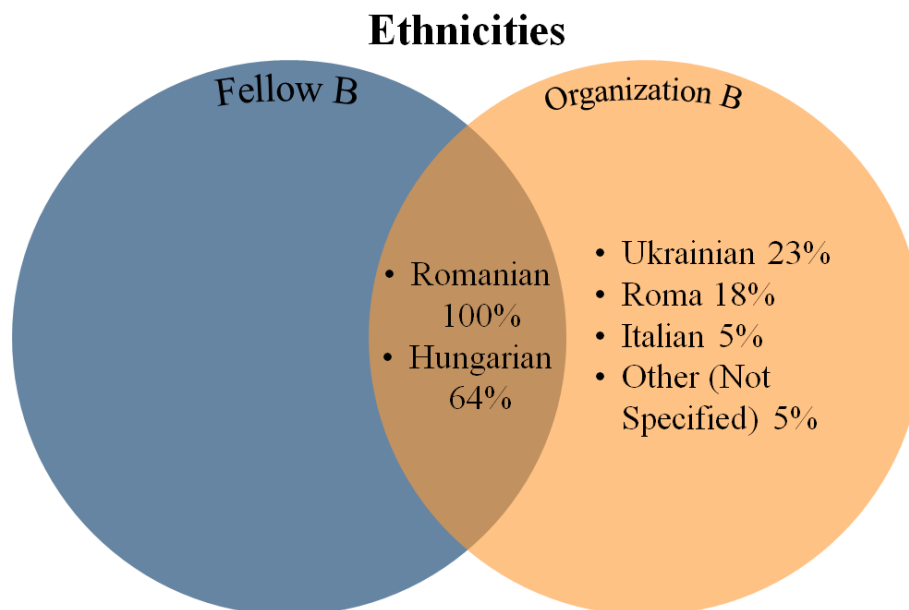 Ethnicities
Fellow B
Organization B
• Romanian
100%
• Hungarian
64%
• Ukrainian 23%
• Roma 18%
• Italian 5%
• Other (Not
Specified) 5%